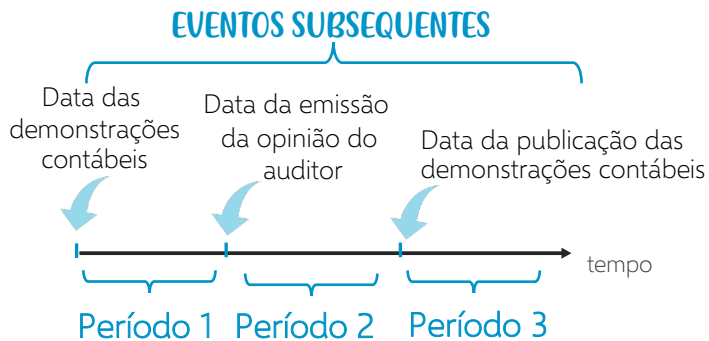 EVENTOS SUBSEQUENTES
Data das
demonstrações
contábeis
Data da emissão
da opinião do
auditor
Data da publicação das
demonstrações contábeis
tempo
Período 1
Período 2
Período 3